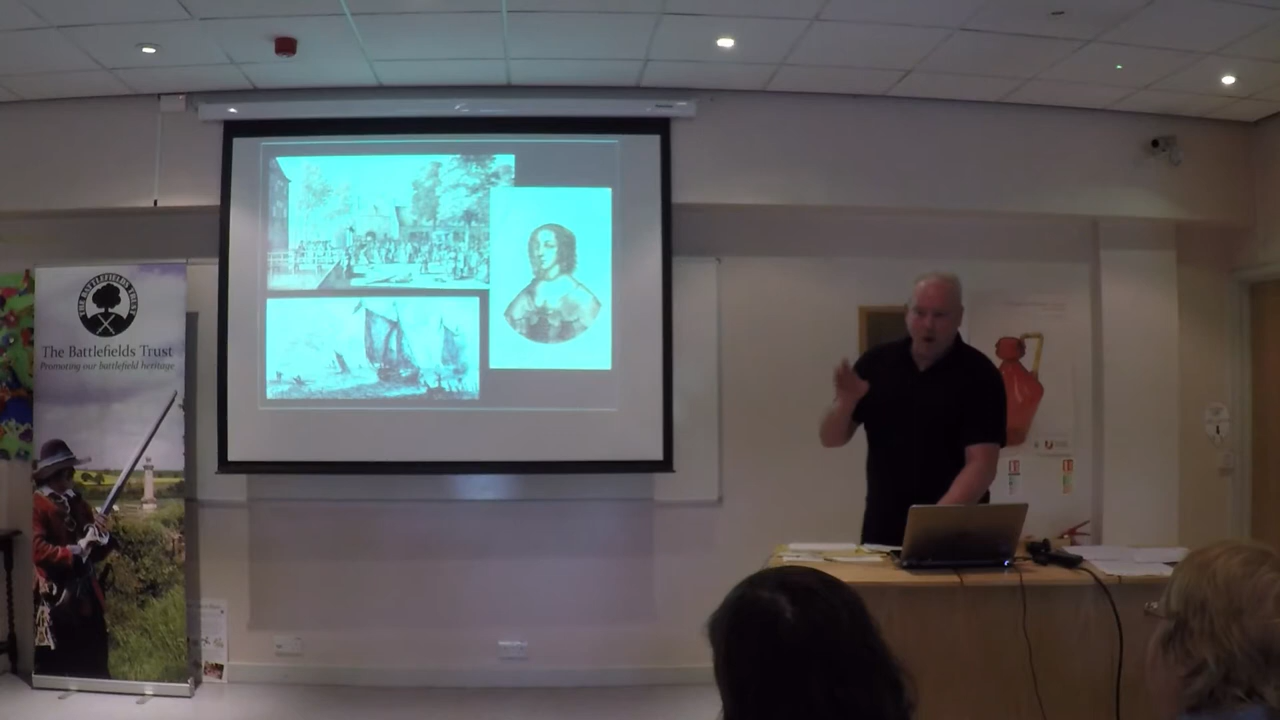 THE BATTLEFIELDS TRUST
The Battlefields Trust
Promoting our battlefield heritage